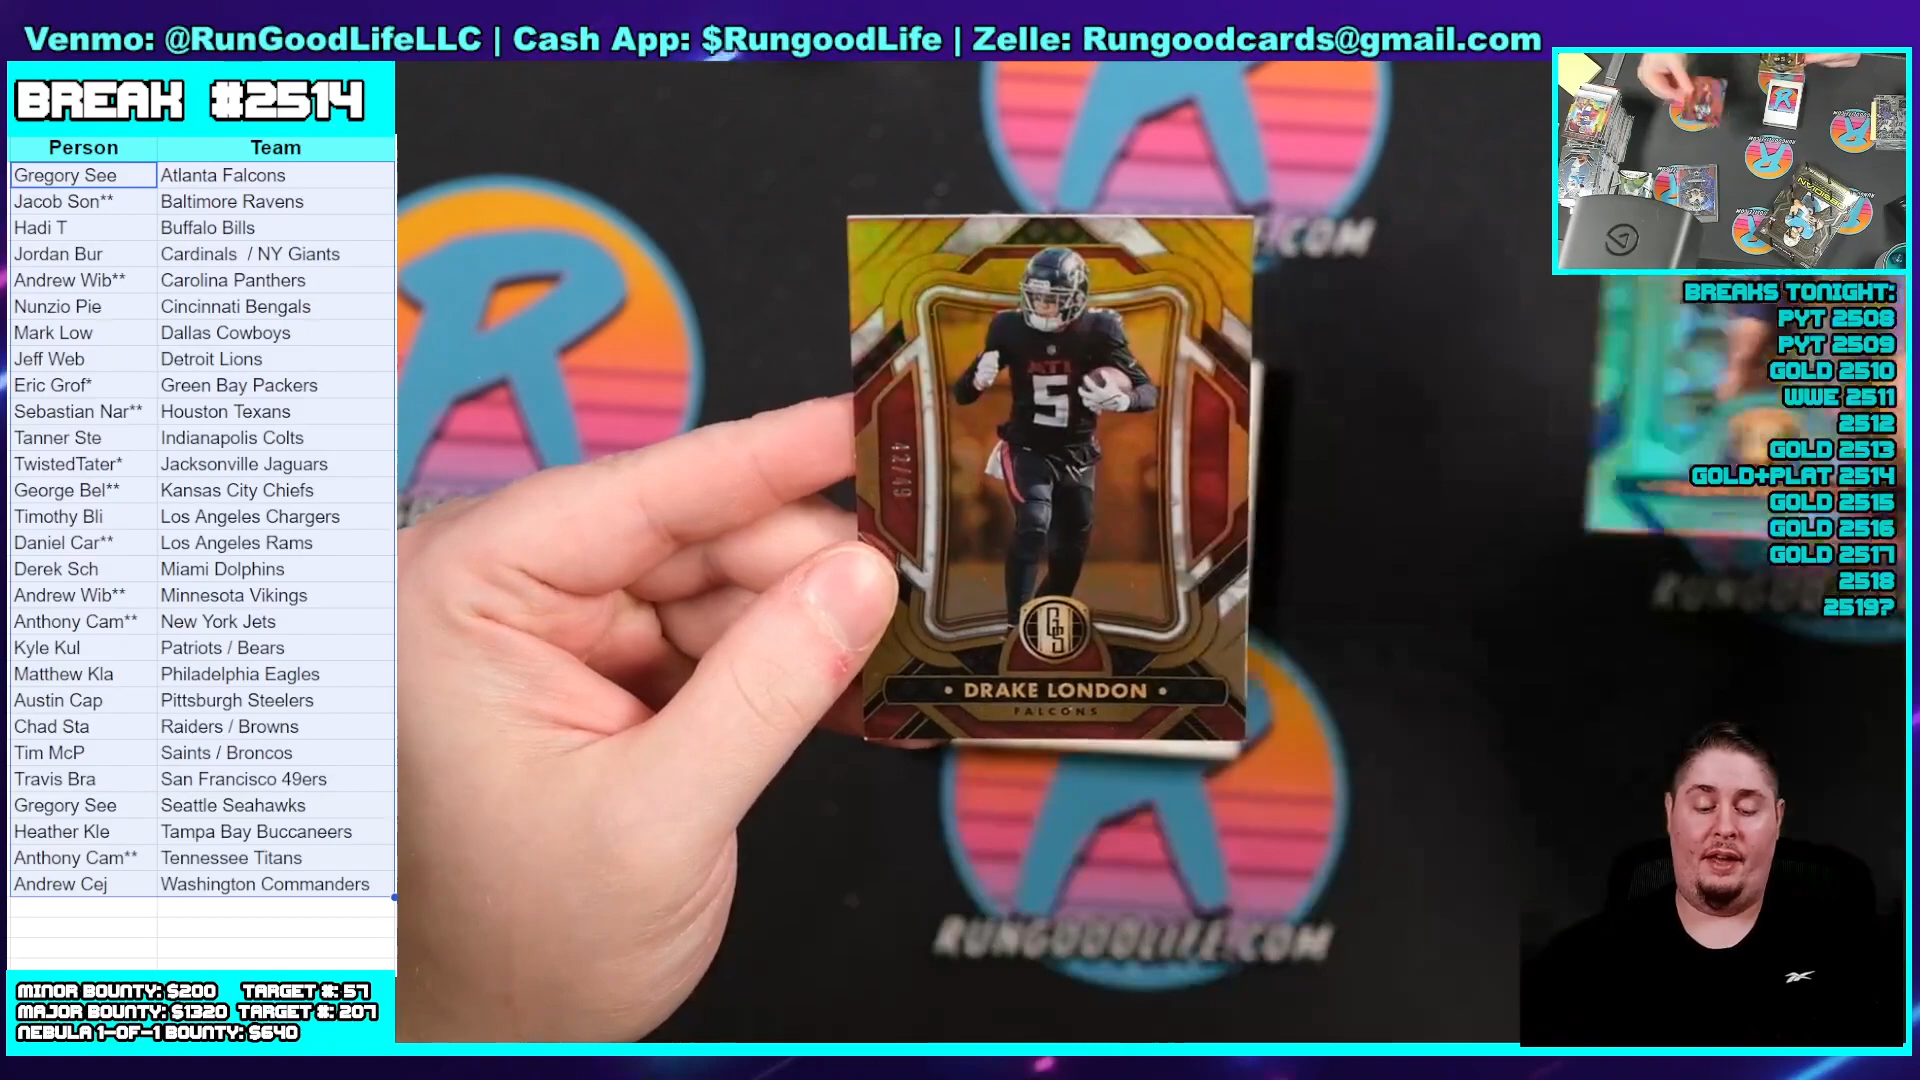 Venmo: @RunGoodLifeLLC | Cash App: $RungoodLife | Zelle: Rungoodcards@gmail.com
BREAK #2514
Person Team
Gregory See Atlanta Falcons
Jacob Son** Baltimore Ravens
Hadi T Buffalo Bills
Jordan Bur Cardinals / NY Giants
Andrew Wib** Carolina Panthers
Nunzio Pie Cincinnati Bengals
Mark Low Dallas Cowboys
Jeff Web Detroit Lions
Eric Grof* Green Bay Packers
Sebastian Nar** Houston Texans
Tanner Ste Indianapolis Colts
TwistedTater* Jacksonville Jaguars
George Bel** Kansas City Chiefs
Timothy Bli Los Angeles Chargers
Daniel Car** Los Angeles Rams
Derek Sch Miami Dolphins
Andrew Wib** Minnesota Vikings
Anthony Cam** New York Jets
Kyle Kul Patriots / Bears
Matthew Kla Philadelphia Eagles
Austin Cap Pittsburgh Steelers
Chad Sta Raiders / Browns
Tim McP Saints / Broncos
Travis Bra San Francisco 49ers
Gregory See Seattle Seahawks
Heather Kle Tampa Bay Buccaneers
Anthony Cam** Tennessee Titans
Andrew Cej Washington Commanders
MINOR BOUNTY: $200 TARGET #: 57
MAJOR BOUNTY: $1320 TARGET #: 207
NEBULA 1-OF-1 BOUNTY: $640
R
.COM
ATL
5
42/49
GS
• DRAKE LONDON •
FALCONS
RUNGOODLIFE.COM
BREAKS TONIGHT:
PYT 2508
PYT 2509
GOLD 2510
WWE 2511
2512
GOLD 2513
GOLD+PLAT 2514
GOLD 2515
GOLD 2516
GOLD 2517
2518
2519?